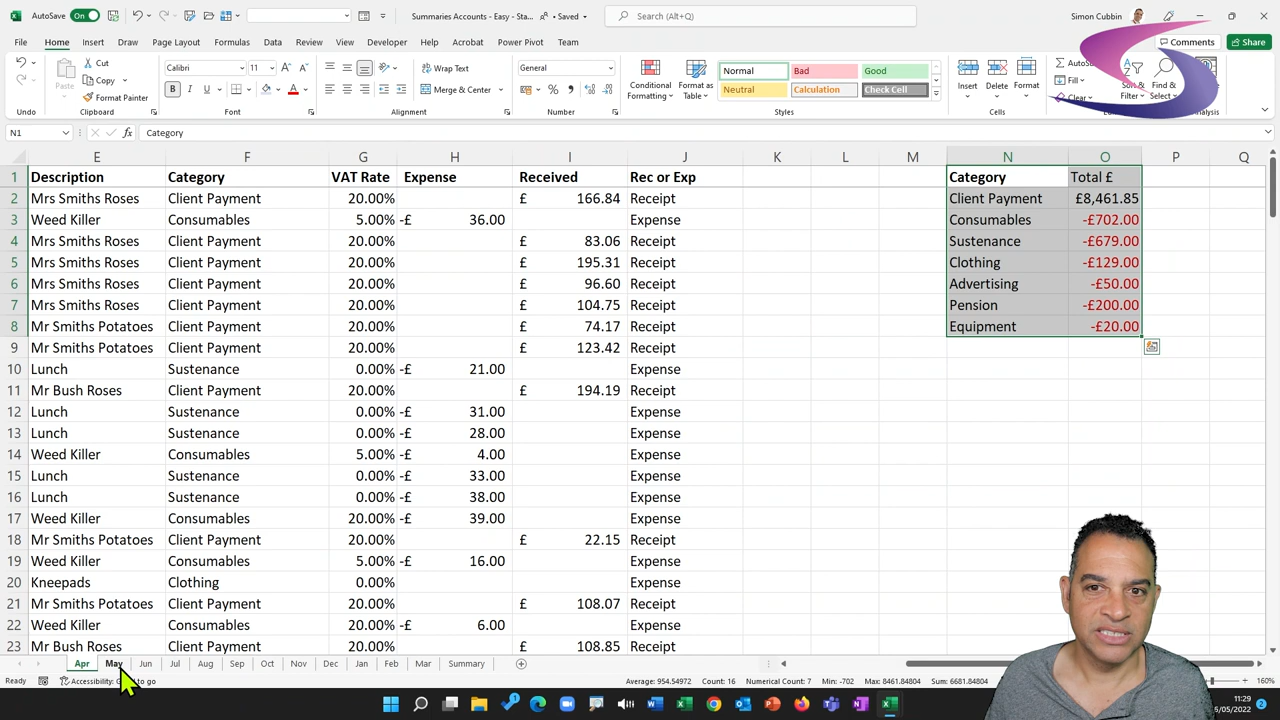 AutoSave On Summaries Accounts - Easy - Sta... • Saved Search (Alt+Q) Simon Cubbin
File Home Insert Draw Page Layout Formulas Data Review View Developer Help Acrobat Power Pivot Team Comments Share
Paste Cut Copy Format Painter Calibri 11 Wrap Text Merge & Center General Conditional Formatting Format as Table Normal Bad Good Neutral Calculation Check Cell Insert Delete Format Fill Clear Sort & Filter Find & Select
Undo Clipboard Font Alignment Number Styles Cells
N1 fx Category
E F G H I J K L M N O P Q
1 Description Category VAT Rate Expense Received Rec or Exp Category Total £
2 Mrs Smiths Roses Client Payment 20.00% £ 166.84 Receipt Client Payment £8,461.85
3 Weed Killer Consumables 5.00% -£ 36.00 Expense Consumables -£702.00
4 Mrs Smiths Roses Client Payment 20.00% £ 83.06 Receipt Sustenance -£679.00
5 Mrs Smiths Roses Client Payment 20.00% £ 195.31 Receipt Clothing -£129.00
6 Mrs Smiths Roses Client Payment 20.00% £ 96.60 Receipt Advertising -£50.00
7 Mrs Smiths Roses Client Payment 20.00% £ 104.75 Receipt Pension -£200.00
8 Mr Smiths Potatoes Client Payment 20.00% £ 74.17 Receipt Equipment -£20.00
9 Mr Smiths Potatoes Client Payment 20.00% £ 123.42 Receipt
10 Lunch Sustenance 0.00% -£ 21.00 Expense
11 Mr Bush Roses Client Payment 20.00% £ 194.19 Receipt
12 Lunch Sustenance 0.00% -£ 31.00 Expense
13 Lunch Sustenance 0.00% -£ 28.00 Expense
14 Weed Killer Consumables 5.00% -£ 4.00 Expense
15 Lunch Sustenance 0.00% -£ 33.00 Expense
16 Lunch Sustenance 0.00% -£ 38.00 Expense
17 Weed Killer Consumables 20.00% -£ 39.00 Expense
18 Mr Smiths Potatoes Client Payment 20.00% £ 22.15 Receipt
19 Weed Killer Consumables 5.00% -£ 16.00 Expense
20 Kneepads Clothing 0.00% Expense
21 Mr Smiths Potatoes Client Payment 20.00% £ 108.07 Receipt
22 Weed Killer Consumables 20.00% -£ 6.00 Expense
23 Mr Bush Roses Client Payment 20.00% £ 108.85 Receipt
Apr May Jun Jul Aug Sep Oct Nov Dec Jan Feb Mar Summary
Ready Accessibility: to go Average: 954.54972 Count: 16 Numerical Count: 7 Min: -702 Max: 8461.84804 Sum: 6681.84804 160%
11:29
/05/2022